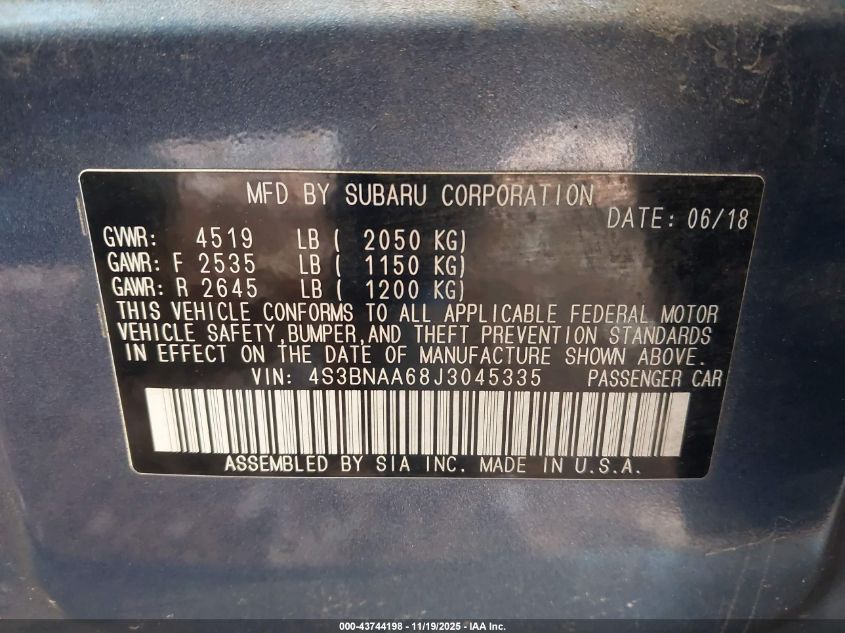 MFD BY SUBARU CORPORATION
DATE: 06/18
GVWR: 4519 LB ( 2050 KG)
GAWR: F 2535 LB ( 1150 KG)
GAWR: R 2645 LB ( 1200 KG)
THIS VEHICLE CONFORMS TO ALL APPLICABLE FEDERAL MOTOR
VEHICLE SAFETY,BUMPER,AND THEFT PREVENTION STANDARDS
IN EFFECT ON THE DATE OF MANUFACTURE SHOWN ABOVE.
VIN: 4S3BNAA68J3045335 PASSENGER CAR
ASSEMBLED BY SIA INC. MADE IN U.S.A.
000-43744198 - 11/19/2025 - IAA Inc.